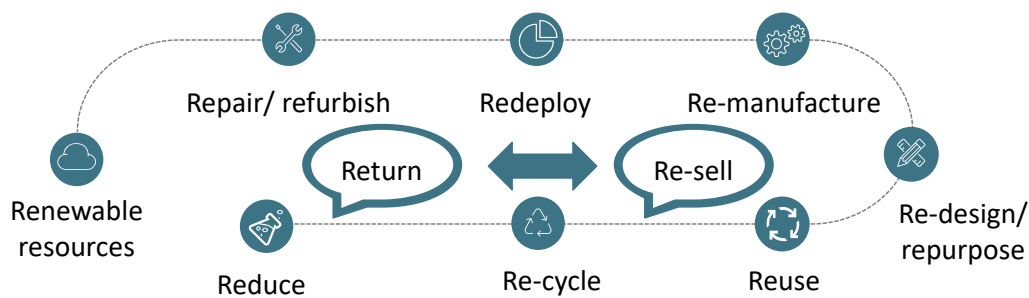 Repair/ refurbish
Redeploy
Re-manufacture
Return
Re-sell
Renewable
resources
Re-design/
repurpose
Reduce
Re-cycle
Reuse